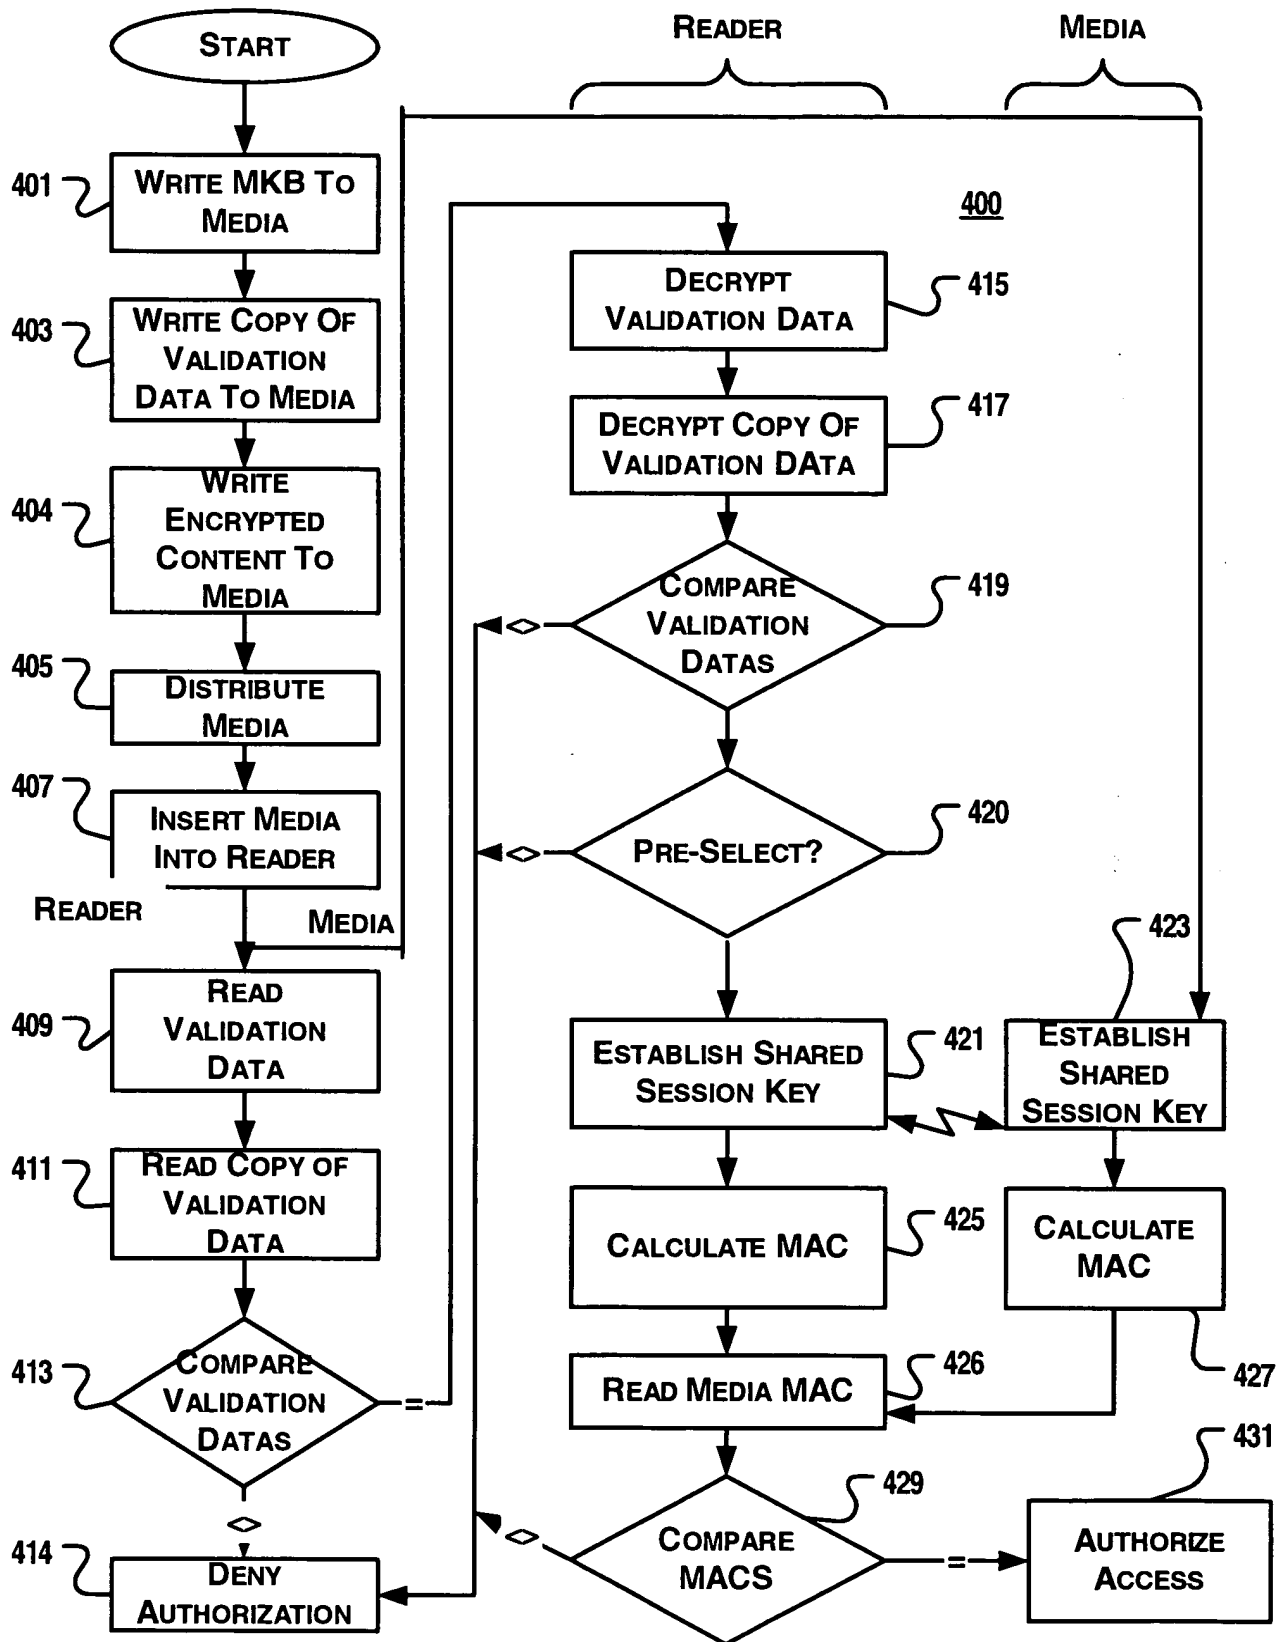 START
READER
MEDIA
401
WRITE MKB TO
MEDIA
400
403
WRITE COPY OF
VALIDATION
DATA TO MEDIA
DECRYPT
VALIDATION DATA
415
DECRYPT COPY OF
VALIDATION DATA
417
404
WRITE
ENCRYPTED
CONTENT TO
MEDIA
COMPARE
VALIDATION
DATAS
419
<>
405
DISTRIBUTE
MEDIA
407
INSERT MEDIA
INTO READER
PRE-SELECT?
420
<>
READER
MEDIA
423
409
READ
VALIDATION
DATA
ESTABLISH SHARED
SESSION KEY
421
ESTABLISH
SHARED
SESSION KEY
411
READ COPY OF
VALIDATION
DATA
CALCULATE MAC
425
CALCULATE
MAC
427
413
COMPARE
VALIDATION
DATAS
=
READ MEDIA MAC
426
431
<>
429
COMPARE
MACS
<>
=
AUTHORIZE
ACCESS
414
DENY
AUTHORIZATION